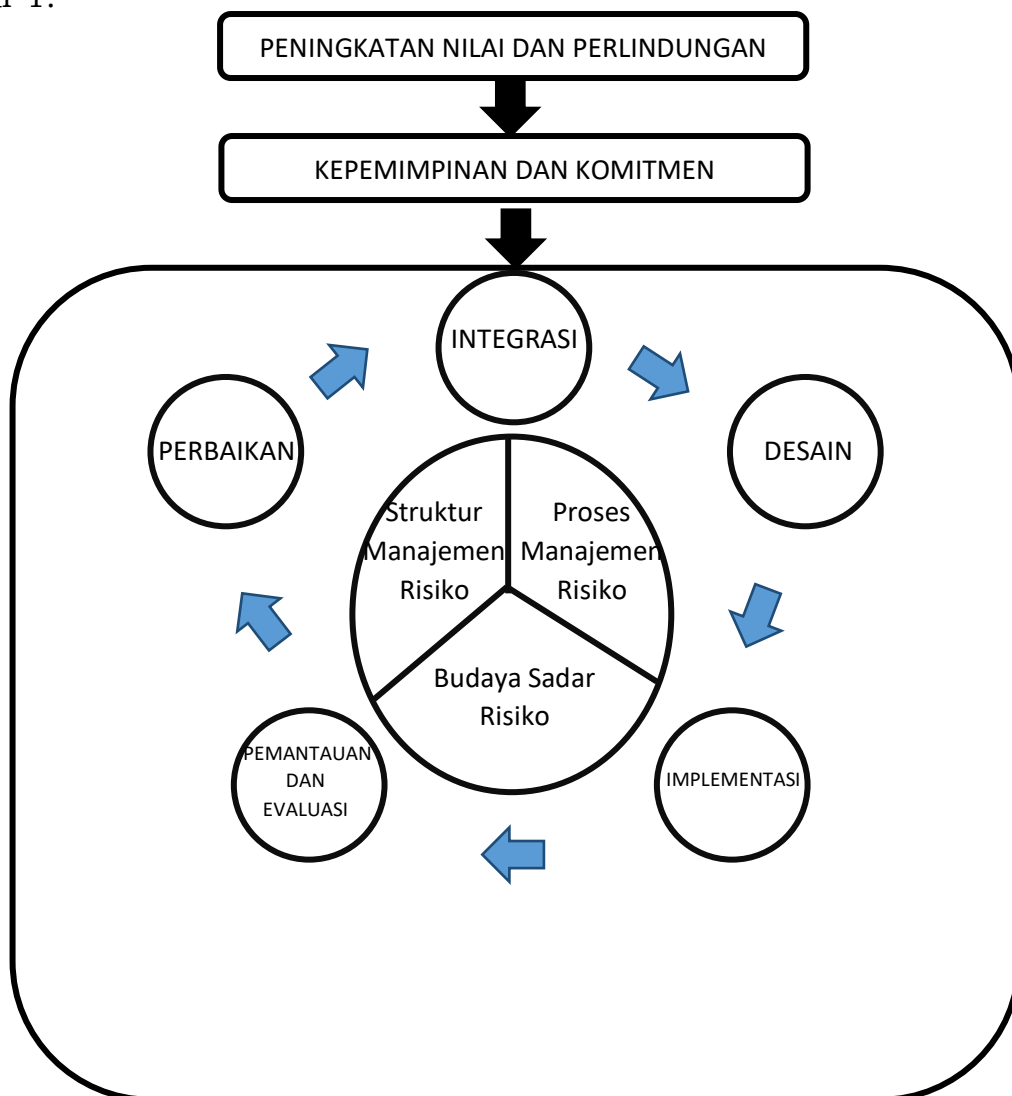 1.
PENINGKATAN NILAI DAN PERLINDUNGAN
KEPEMIMPINAN DAN KOMITMEN
INTEGRASI
PERBAIKAN
DESAIN
Struktur
Manajemen
Risiko
Proses
Manajemen
Risiko
Budaya Sadar
Risiko
PEMANTAUAN
DAN
EVALUASI
IMPLEMENTASI